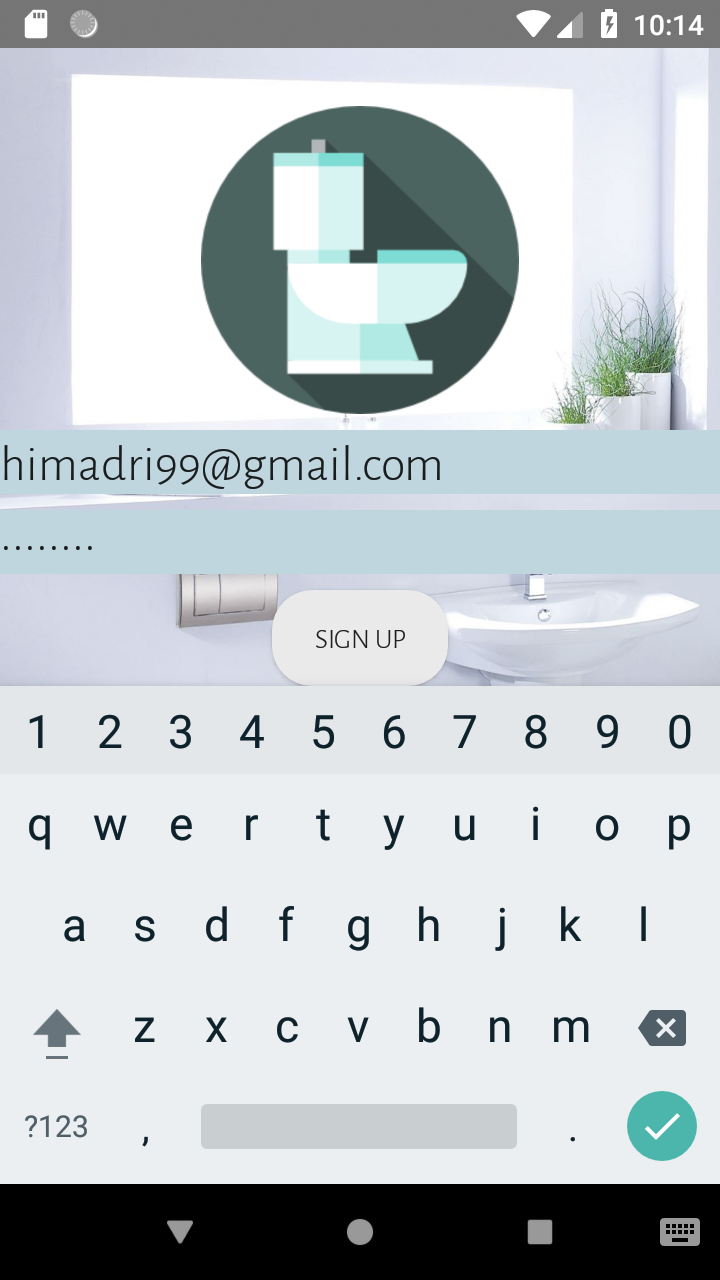 10:14
himadri99@gmail.com
........
SIGN UP
1 2 3 4 5 6 7 8 9 0
q w e r t y u i o p
a s d f g h j k l
z x c v b n m
?123 , .